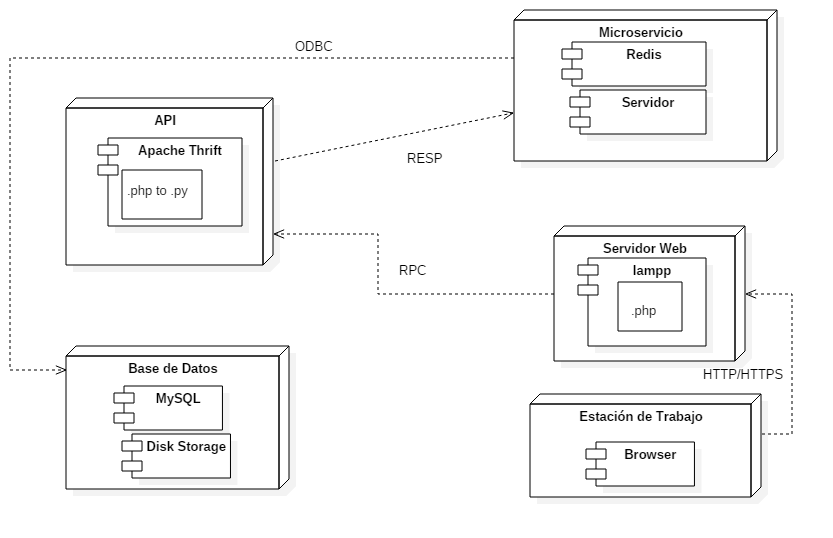 Microservicio
Redis
Servidor
ODBC
API
Apache Thrift
.php to .py
RESP
RPC
Servidor Web
lampp
.php
HTTP/HTTPS
Base de Datos
MySQL
Disk Storage
Estación de Trabajo
Browser